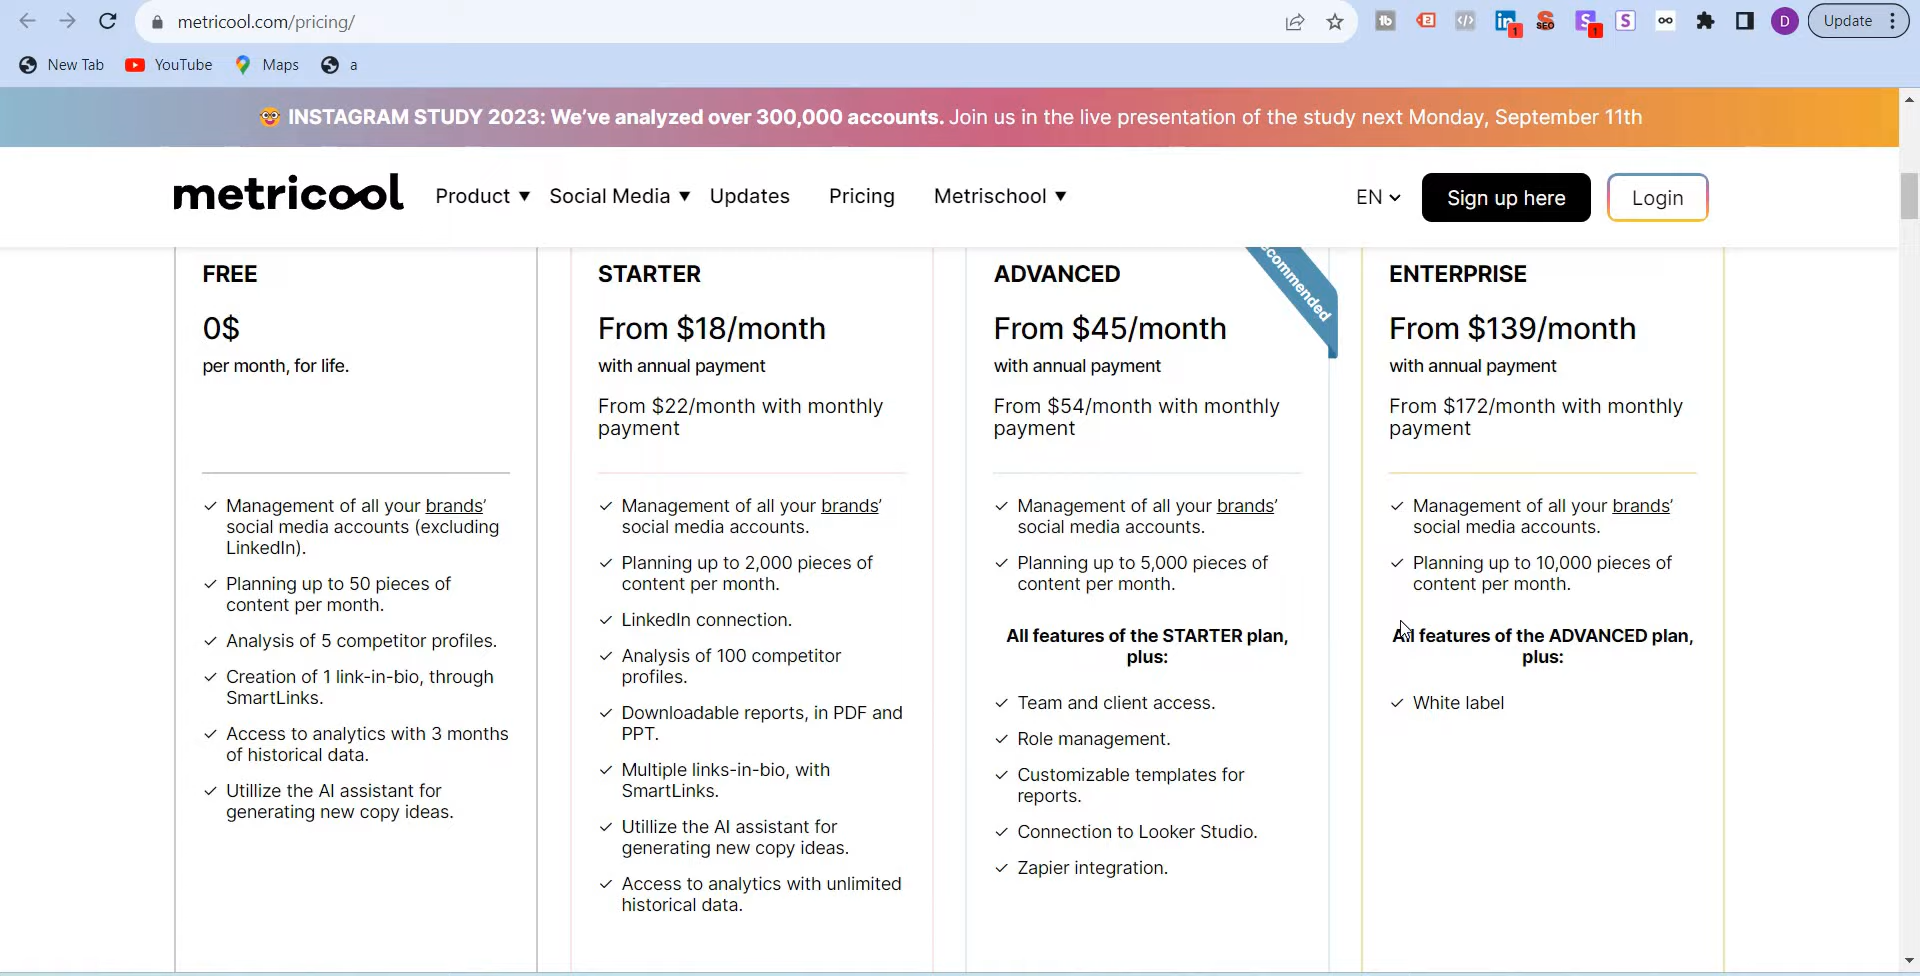 metricool.com/pricing/
Update
New Tab
YouTube
Maps
a
INSTAGRAM STUDY 2023: We've analyzed over 300,000 accounts. Join us in the live presentation of the study next Monday, September 11th
metricool
Product
Social Media
Updates
Pricing
Metrischool
EN
Sign up here
Login
FREE
0$
per month, for life.
Management of all your brands'
social media accounts (excluding
LinkedIn).
Planning up to 50 pieces of
content per month.
Analysis of 5 competitor profiles.
Creation of 1 link-in-bio, through
SmartLinks.
Access to analytics with 3 months
of historical data.
Utillize the AI assistant for
generating new copy ideas.
STARTER
From $18/month
with annual payment
From $22/month with monthly
payment
Management of all your brands'
social media accounts.
Planning up to 2,000 pieces of
content per month.
LinkedIn connection.
Analysis of 100 competitor
profiles.
Downloadable reports, in PDF and
PPT.
Multiple links-in-bio, with
SmartLinks.
Utillize the AI assistant for
generating new copy ideas.
Access to analytics with unlimited
historical data.
ADVANCED
ecommended
From $45/month
with annual payment
From $54/month with monthly
payment
Management of all your brands'
social media accounts.
Planning up to 5,000 pieces of
content per month.
All features of the STARTER plan,
plus:
Team and client access.
Role management.
Customizable templates for
reports.
Connection to Looker Studio.
Zapier integration.
ENTERPRISE
From $139/month
with annual payment
From $172/month with monthly
payment
Management of all your brands'
social media accounts.
Planning up to 10,000 pieces of
content per month.
All features of the ADVANCED plan,
plus:
White label